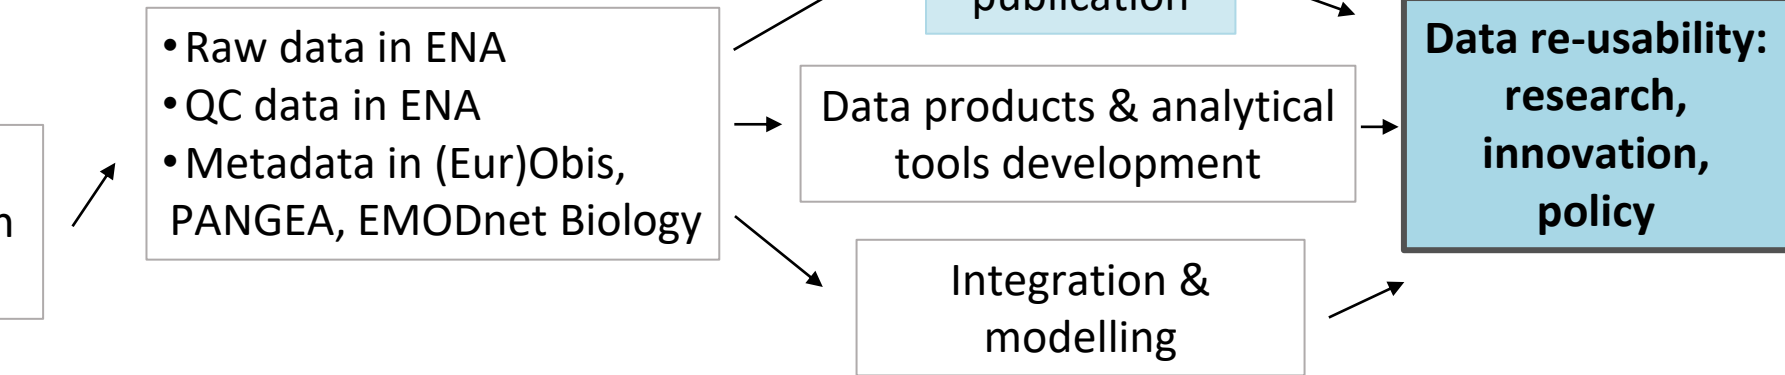 publication
• Raw data in ENA
• QC data in ENA
• Metadata in (Eur)Obis,
PANGEA, EMODnet Biology
Data products & analytical
tools development
Integration &
modelling
Data re-usability:
research,
innovation,
policy